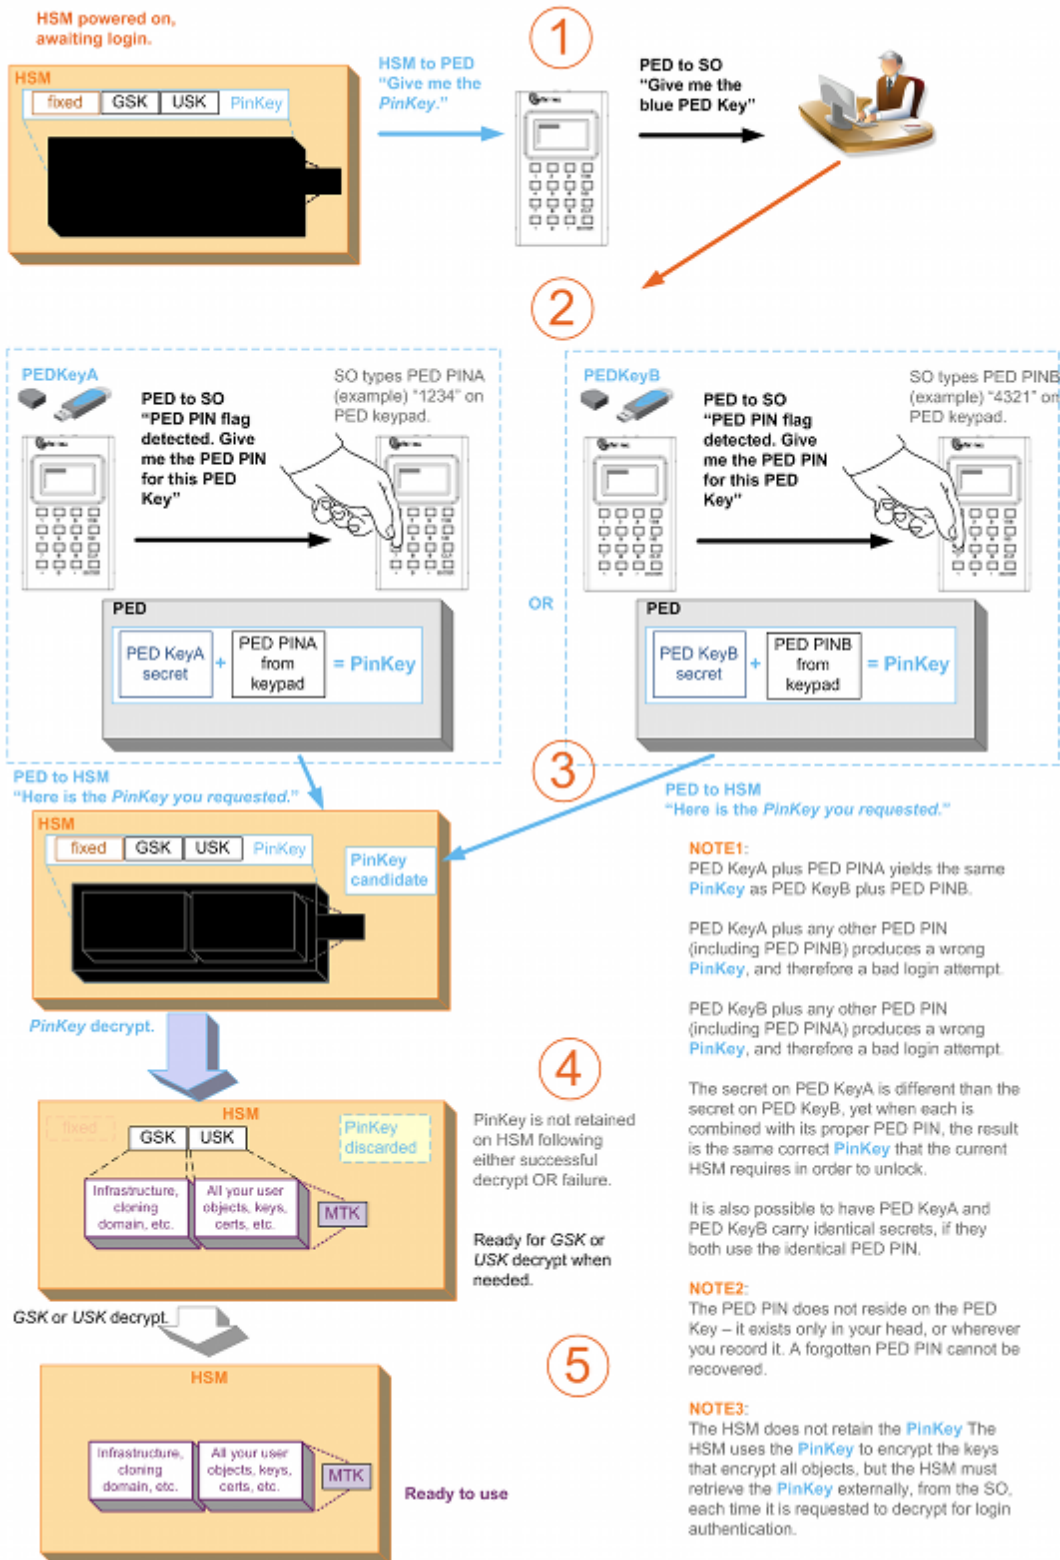 HSM powered on,
awaiting login.
1
HSM
fixed GSK USK PinKey
HSM to PED
“Give me the
PinKey.”
PED to SO
“Give me the
blue PED Key”
2
PEDKeyA
PED to SO
“PED PIN flag
detected. Give
me the PED PIN
for this PED
Key”
SO types PED PINA
(example) “1234” on
PED keypad.
PED
PED KeyA
secret
+
PED PINA
from
keypad
= PinKey
OR
PEDKeyB
PED to SO
“PED PIN flag
detected. Give
me the PED PIN
for this PED
Key”
SO types PED PINB
(example) “4321” on
PED keypad.
PED
PED KeyB
secret
+
PED PINB
from
keypad
= PinKey
3
PED to HSM
“Here is the PinKey you requested.”
PED to HSM
“Here is the PinKey you requested.”
HSM
fixed GSK USK PinKey
PinKey
candidate
PinKey decrypt.
4
HSM
fixed
GSK USK
PinKey
discarded
Infrastructure,
cloning
domain, etc.
All your user
objects, keys,
certs, etc.
MTK
PinKey is not retained
on HSM following
either successful
decrypt OR failure.
Ready for GSK or
USK decrypt when
needed.
GSK or USK decrypt.
5
HSM
Infrastructure,
cloning
domain, etc.
All your user
objects, keys,
certs, etc.
MTK
Ready to use
NOTE1:
PED KeyA plus PED PINA yields the same
PinKey as PED KeyB plus PED PINB.
PED KeyA plus any other PED PIN
(including PED PINB) produces a wrong
PinKey, and therefore a bad login attempt.
PED KeyB plus any other PED PIN
(including PED PINA) produces a wrong
PinKey, and therefore a bad login attempt.
The secret on PED KeyA is different than the
secret on PED KeyB, yet when each is
combined with its proper PED PIN, the result
is the same correct PinKey that the current
HSM requires in order to unlock.
It is also possible to have PED KeyA and
PED KeyB carry identical secrets, if they
both use the identical PED PIN.
NOTE2:
The PED PIN does not reside on the PED
Key – it exists only in your head, or wherever
you record it. A forgotten PED PIN cannot be
recovered.
NOTE3:
The HSM does not retain the PinKey The
HSM uses the PinKey to encrypt the keys
that encrypt all objects, but the HSM must
retrieve the PinKey externally, from the SO,
each time it is requested to decrypt for login
authentication.